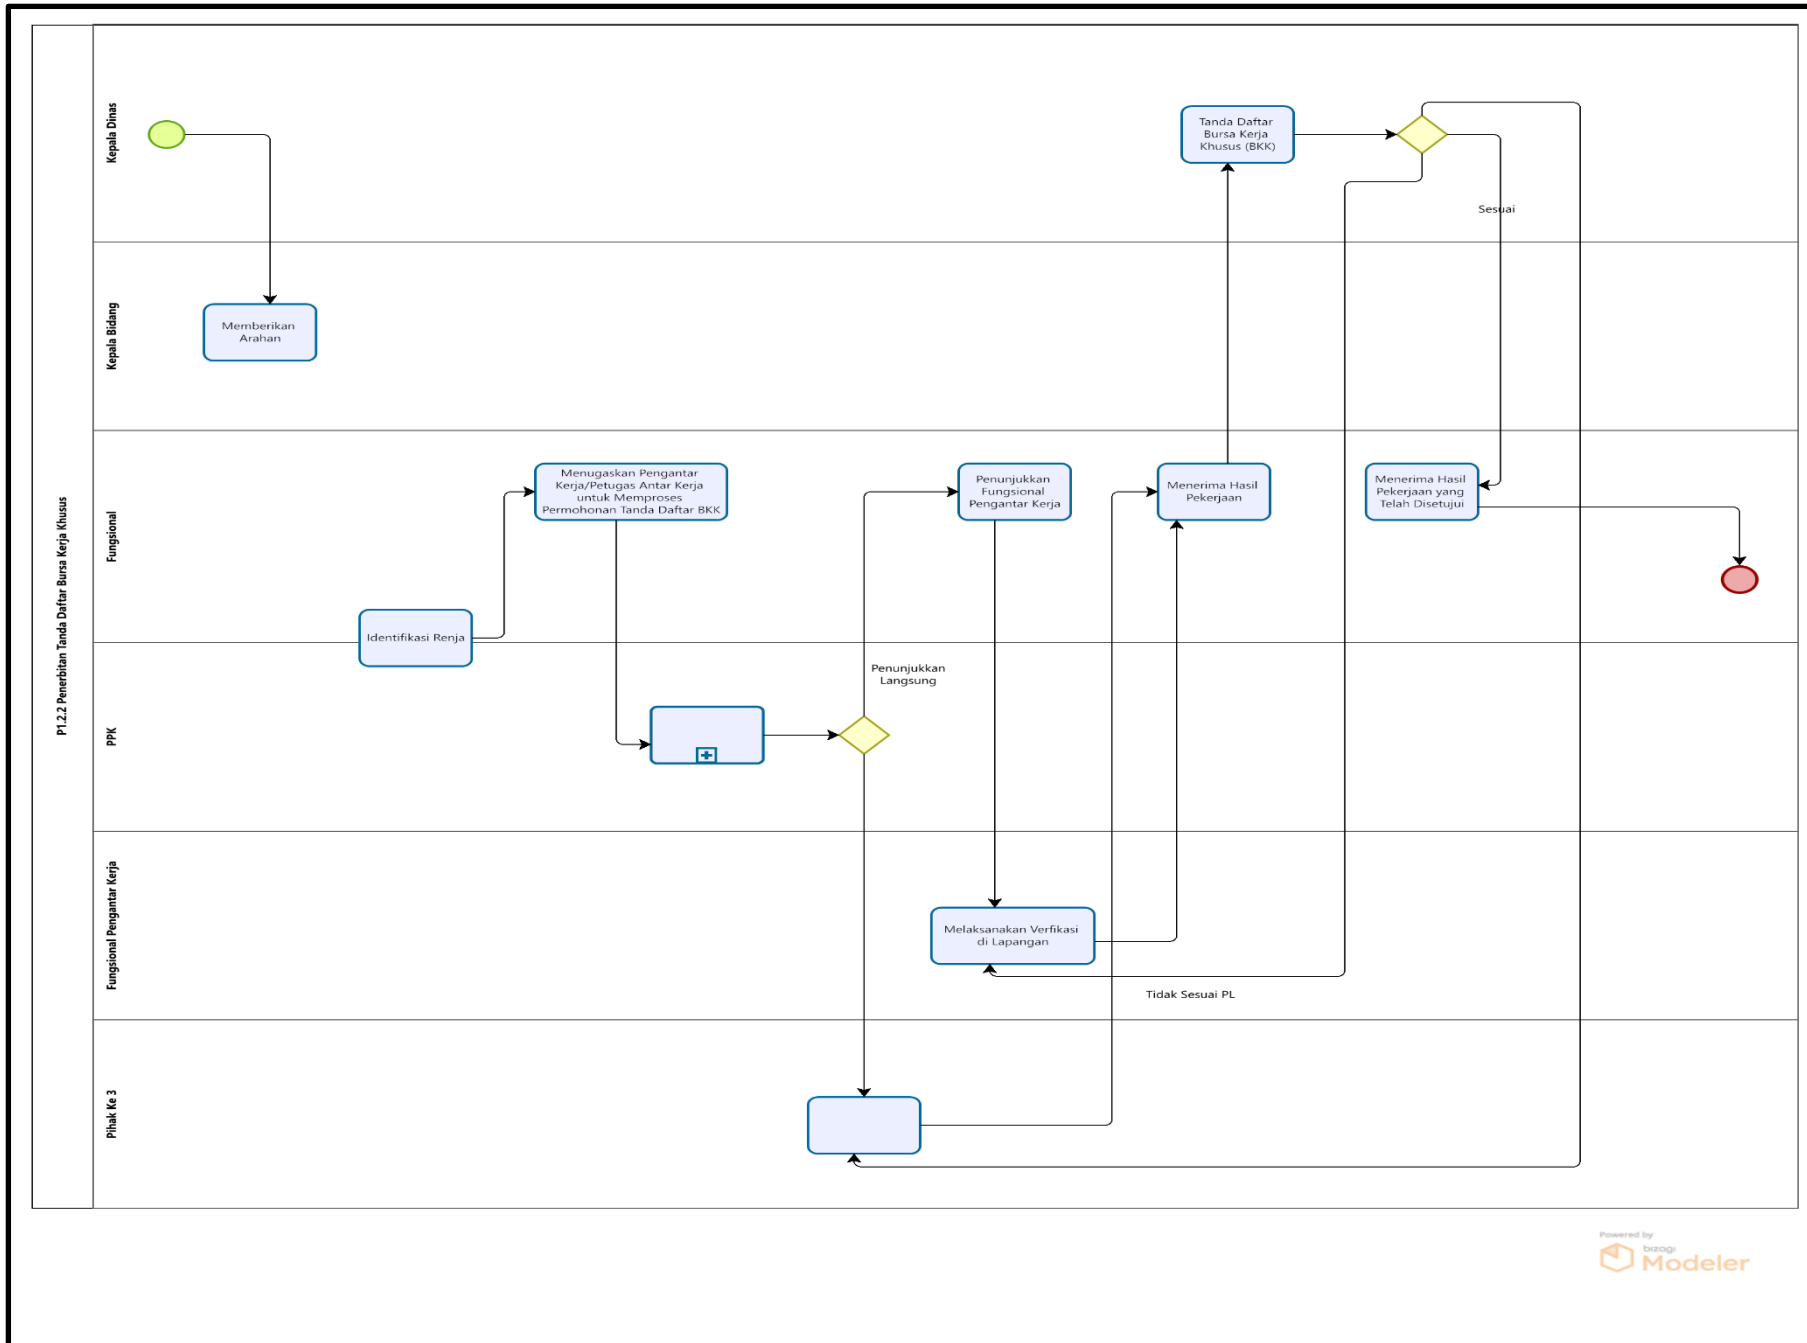 P1.2.2 Penerbitan Tanda Daftar Bursa Kerja Khusus
Kepala Dinas
Tanda Daftar
Bursa Kerja
Khusus (BKK)
Sesuai
Kepala Bidang
Memberikan
Arahan
Fungsional
Menugaskan Pengantar
Kerja/Petugas Antar Kerja
untuk Memproses
Permohonan Tanda Daftar BKK
Penunjukkan
Fungsional
Pengantar Kerja
Menerima Hasil
Pekerjaan
Menerima Hasil
Pekerjaan yang
Telah Disetujui
Identifikasi Renja
PPK
Penunjukkan
Langsung
Fungsional Pengantar Kerja
Melaksanakan Verfikasi
di Lapangan
Tidak Sesuai PL
Pihak Ke 3
Powered by
bizagi
Modeler